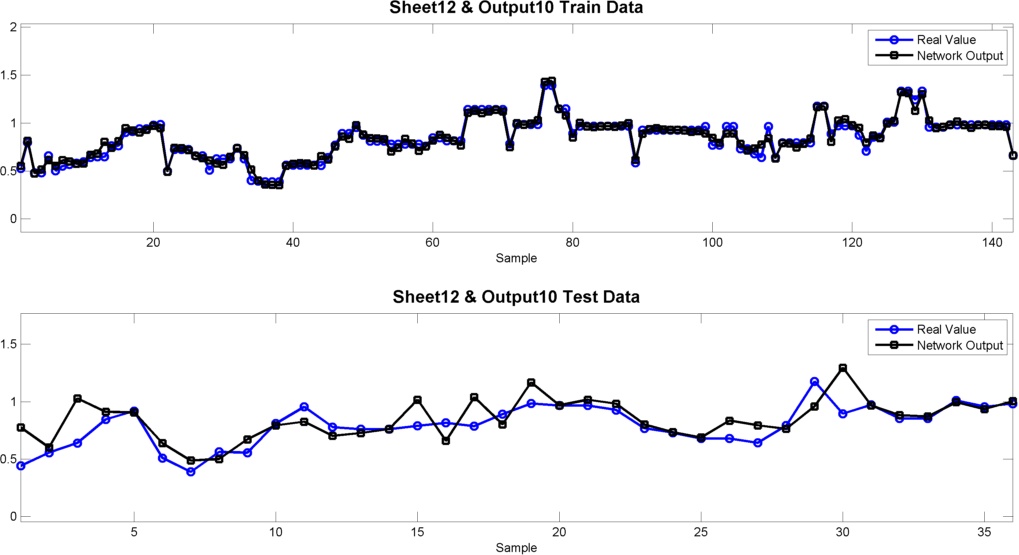 Sheet12 & Output10 Train Data
2
1.5
1
0.5
0
Real Value
Network Output
20 40 60 80 100 120 140
Sample
Sheet12 & Output10 Test Data
1.5
1
0.5
0
Real Value
Network Output
5 10 15 20 25 30 35
Sample